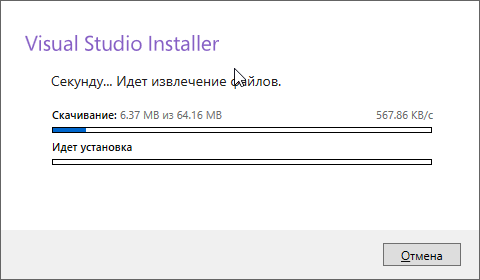 Visual Studio Installer
Секунду... Идет извлечение файлов.
Скачивание: 6.37 MB из 64.16 MB 567.86 KB/c
Идет установка
Отмена